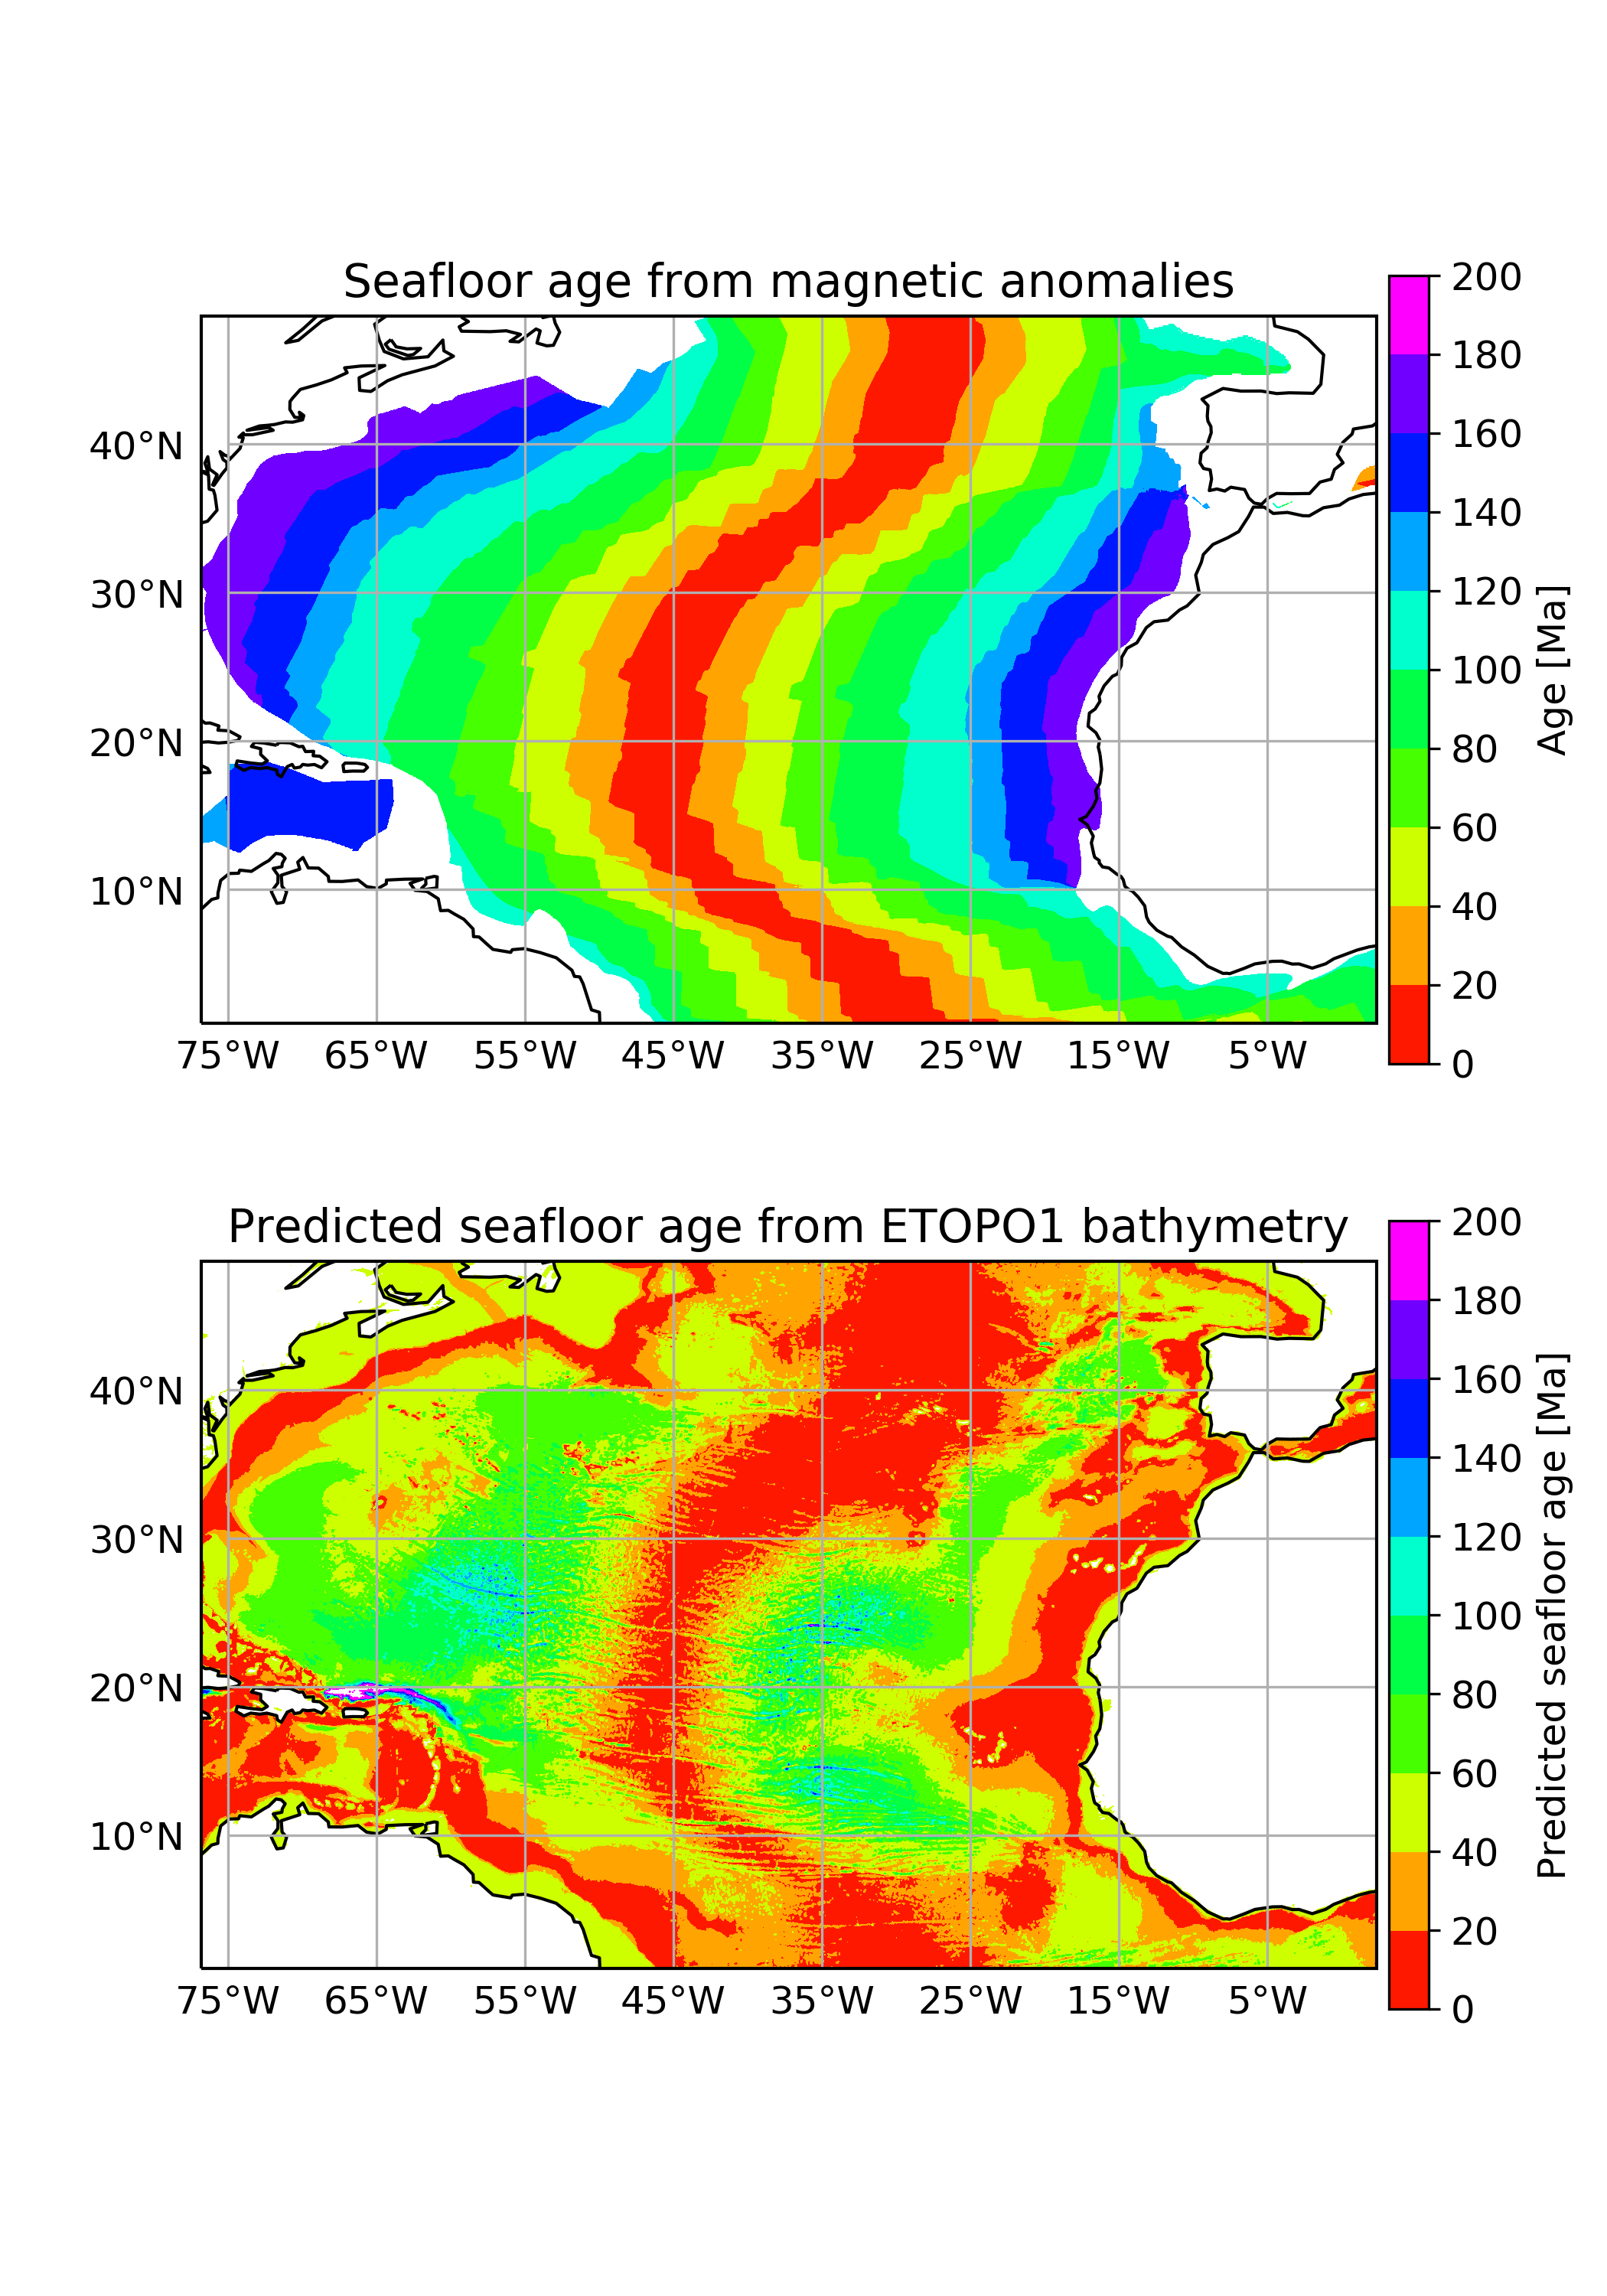 Seafloor age from magnetic anomalies
40°N
30°N
20°N
10°N
75°W 65°W 55°W 45°W 35°W 25°W 15°W 5°W
200
180
160
140
120
100
80
60
40
20
0
Age [Ma]
Predicted seafloor age from ETOPO1 bathymetry
40°N
30°N
20°N
10°N
75°W 65°W 55°W 45°W 35°W 25°W 15°W 5°W
200
180
160
140
120
100
80
60
40
20
0
Predicted seafloor age [Ma]